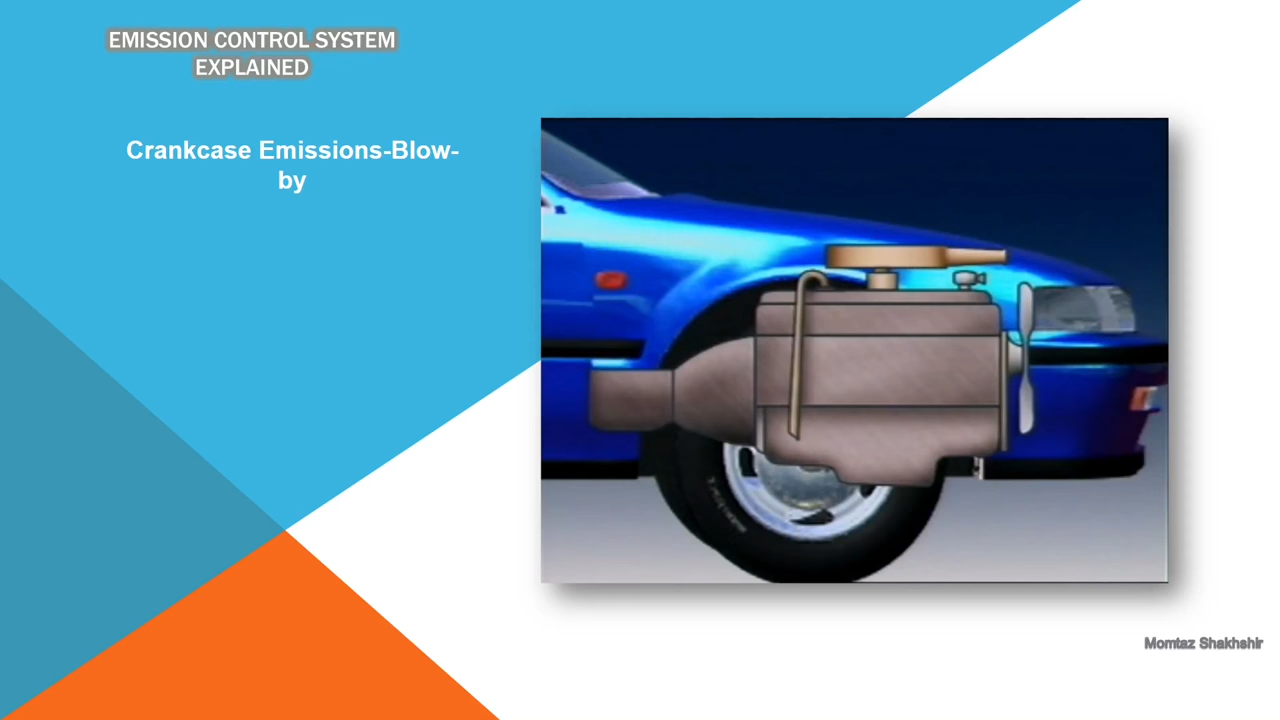 EMISSION CONTROL SYSTEM
EXPLAINED
Crankcase Emissions-Blow-
by
Momtaz Shakhshir